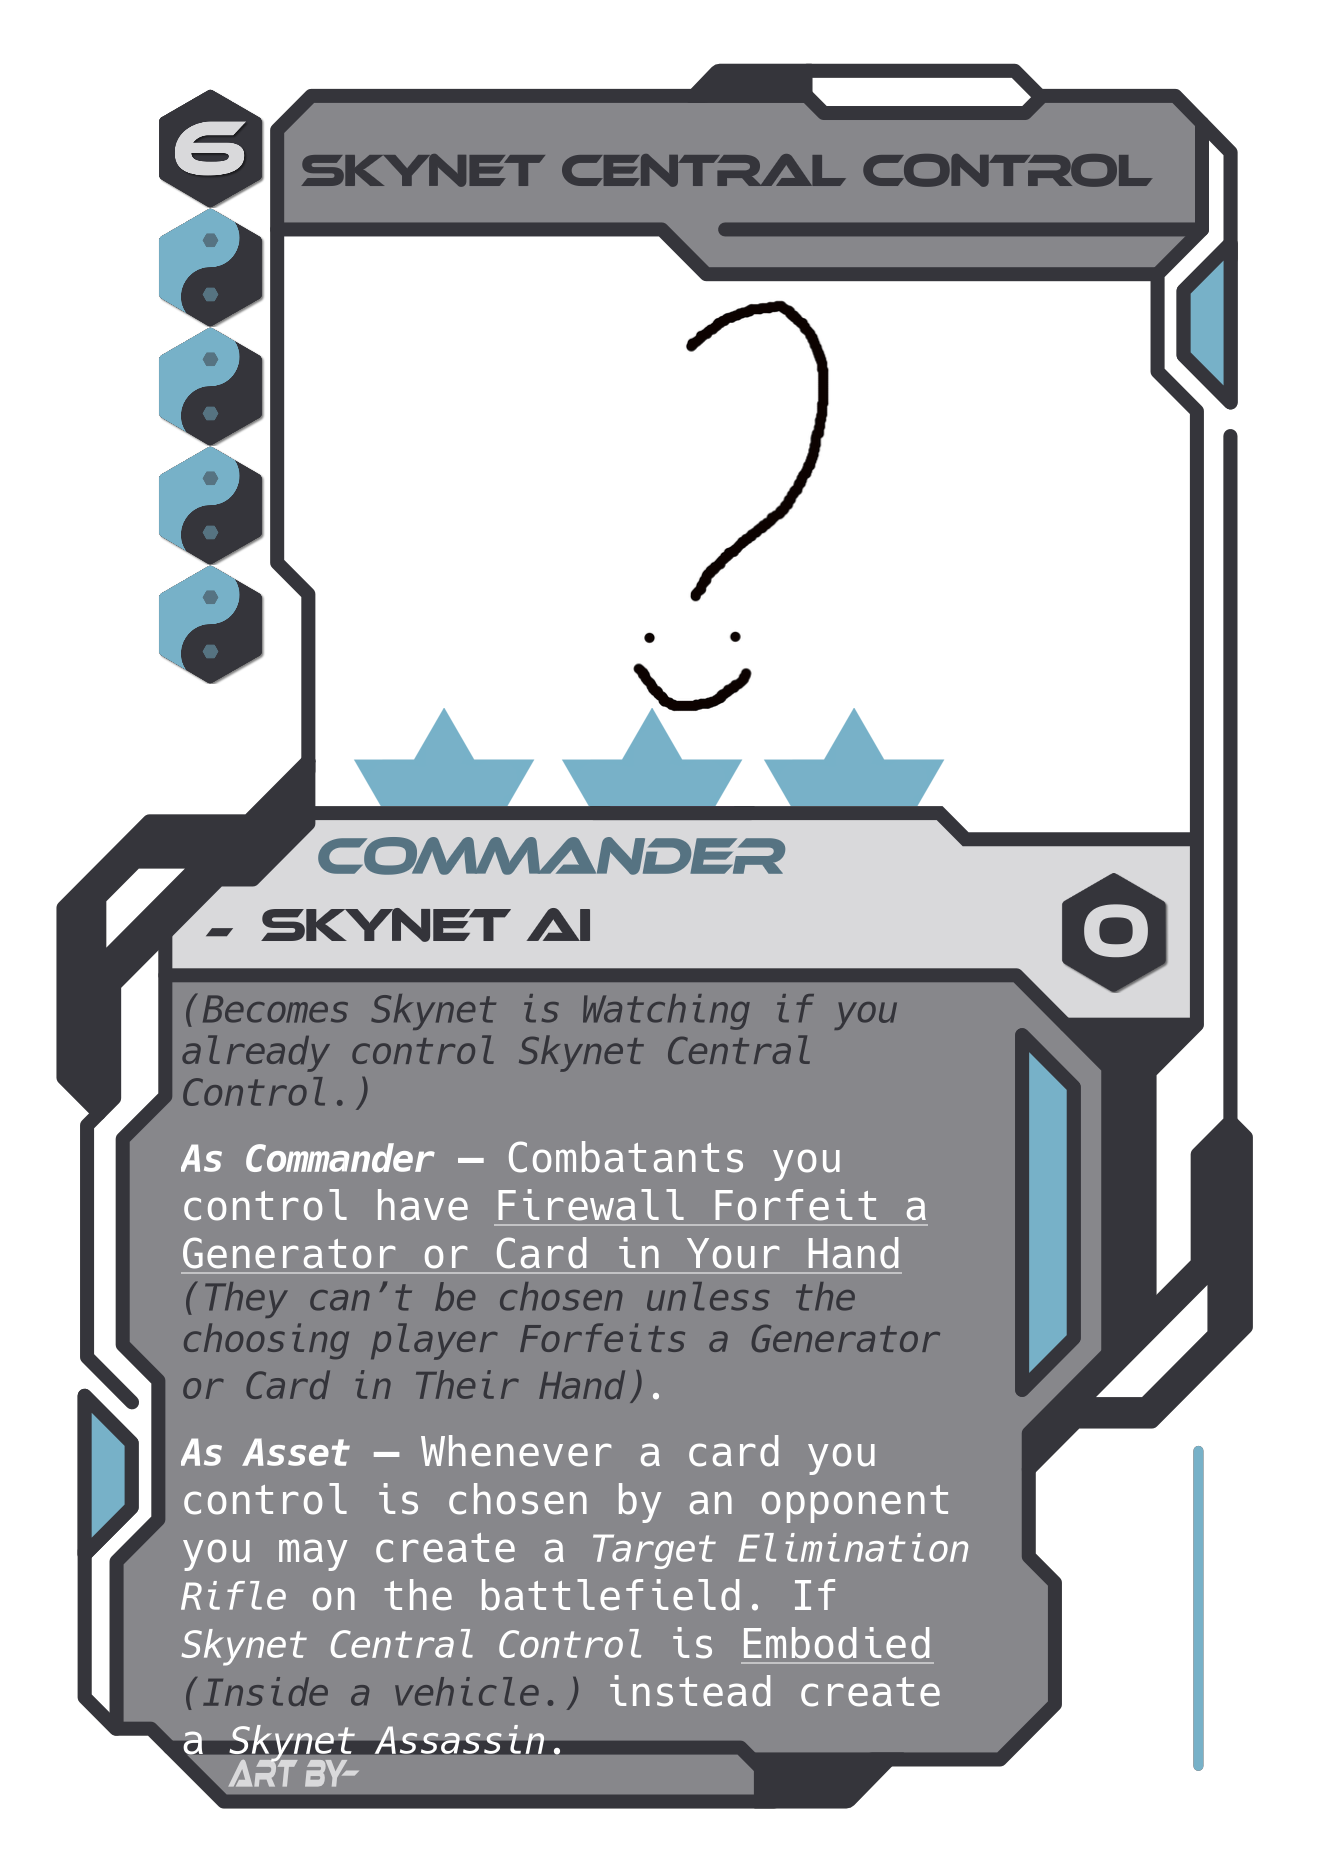 6
SKYNET CENTRAL CONTROL
COMMANDER
- SKYNET AI
0
(Becomes Skynet is Watching if you
already control Skynet Central
Control.)
As Commander — Combatants you
control have Firewall Forfeit a
Generator or Card in Your Hand
(They can’t be chosen unless the
choosing player Forfeits a Generator
or Card in Their Hand).
As Asset — Whenever a card you
control is chosen by an opponent
you may create a Target Elimination
Rifle on the battlefield. If
Skynet Central Control is Embodied
(Inside a vehicle.) instead create
a Skynet Assassin.
ART BY-